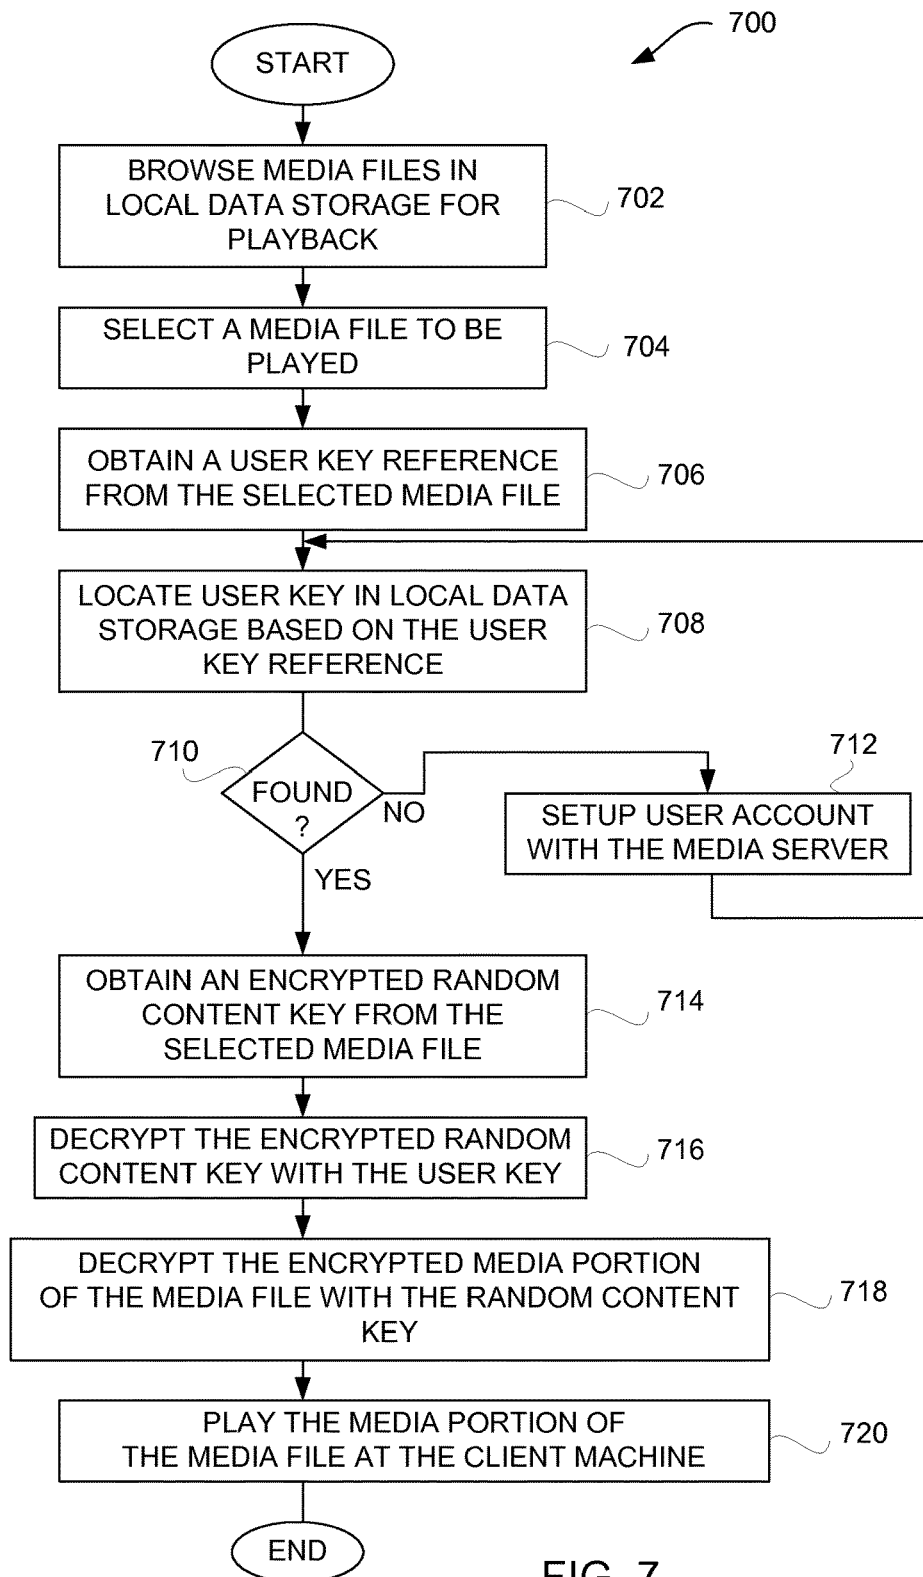 700
START
BROWSE MEDIA FILES IN
LOCAL DATA STORAGE FOR
PLAYBACK
702
SELECT A MEDIA FILE TO BE
PLAYED
704
OBTAIN A USER KEY REFERENCE
FROM THE SELECTED MEDIA FILE
706
LOCATE USER KEY IN LOCAL DATA
STORAGE BASED ON THE USER
KEY REFERENCE
708
710
FOUND
?
NO
YES
712
SETUP USER ACCOUNT
WITH THE MEDIA SERVER
OBTAIN AN ENCRYPTED RANDOM
CONTENT KEY FROM THE
SELECTED MEDIA FILE
714
DECRYPT THE ENCRYPTED RANDOM
CONTENT KEY WITH THE USER KEY
716
DECRYPT THE ENCRYPTED MEDIA PORTION
OF THE MEDIA FILE WITH THE RANDOM CONTENT
KEY
718
PLAY THE MEDIA PORTION OF
THE MEDIA FILE AT THE CLIENT MACHINE
720
END
FIG. 7